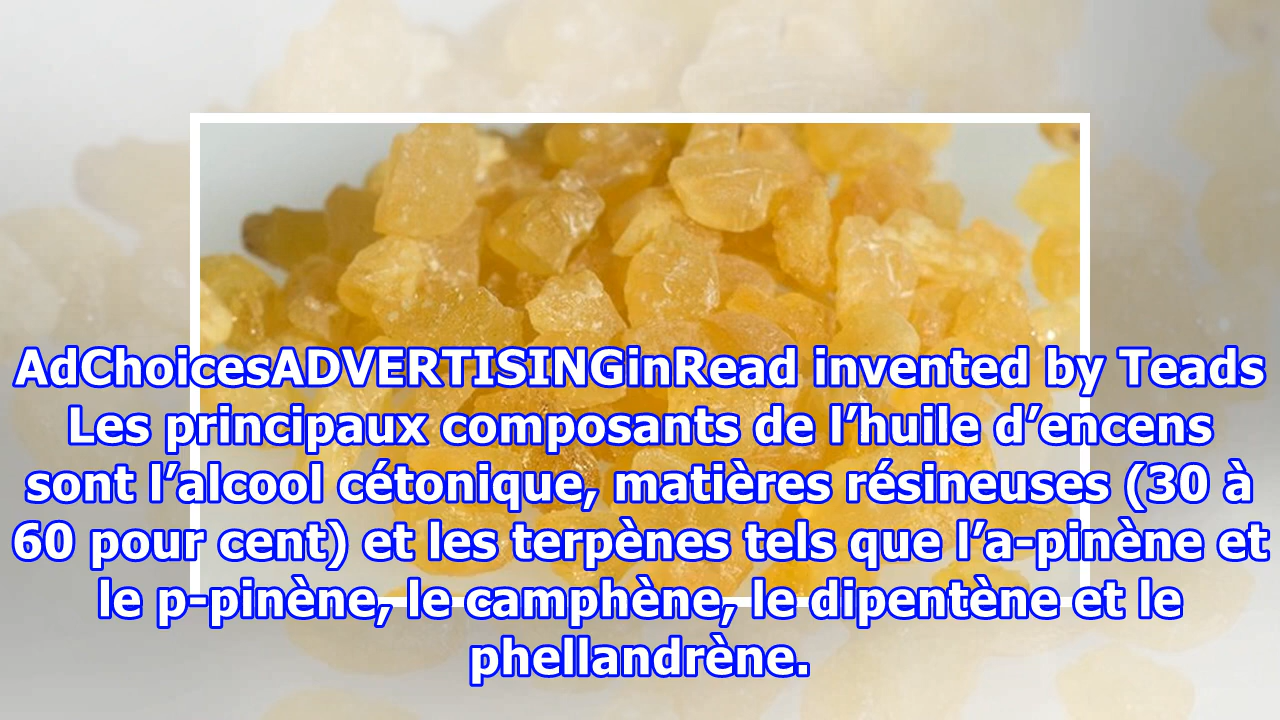 AdChoicesADVERTISINGinRead invented by Teads
Les principaux composants de l’huile d’encens
sont l’alcool cétonique, matières résineuses (30 à
60 pour cent) et les terpènes tels que l’a-pinène et
le p-pinène, le camphène, le dipentène et le
phellandrène.